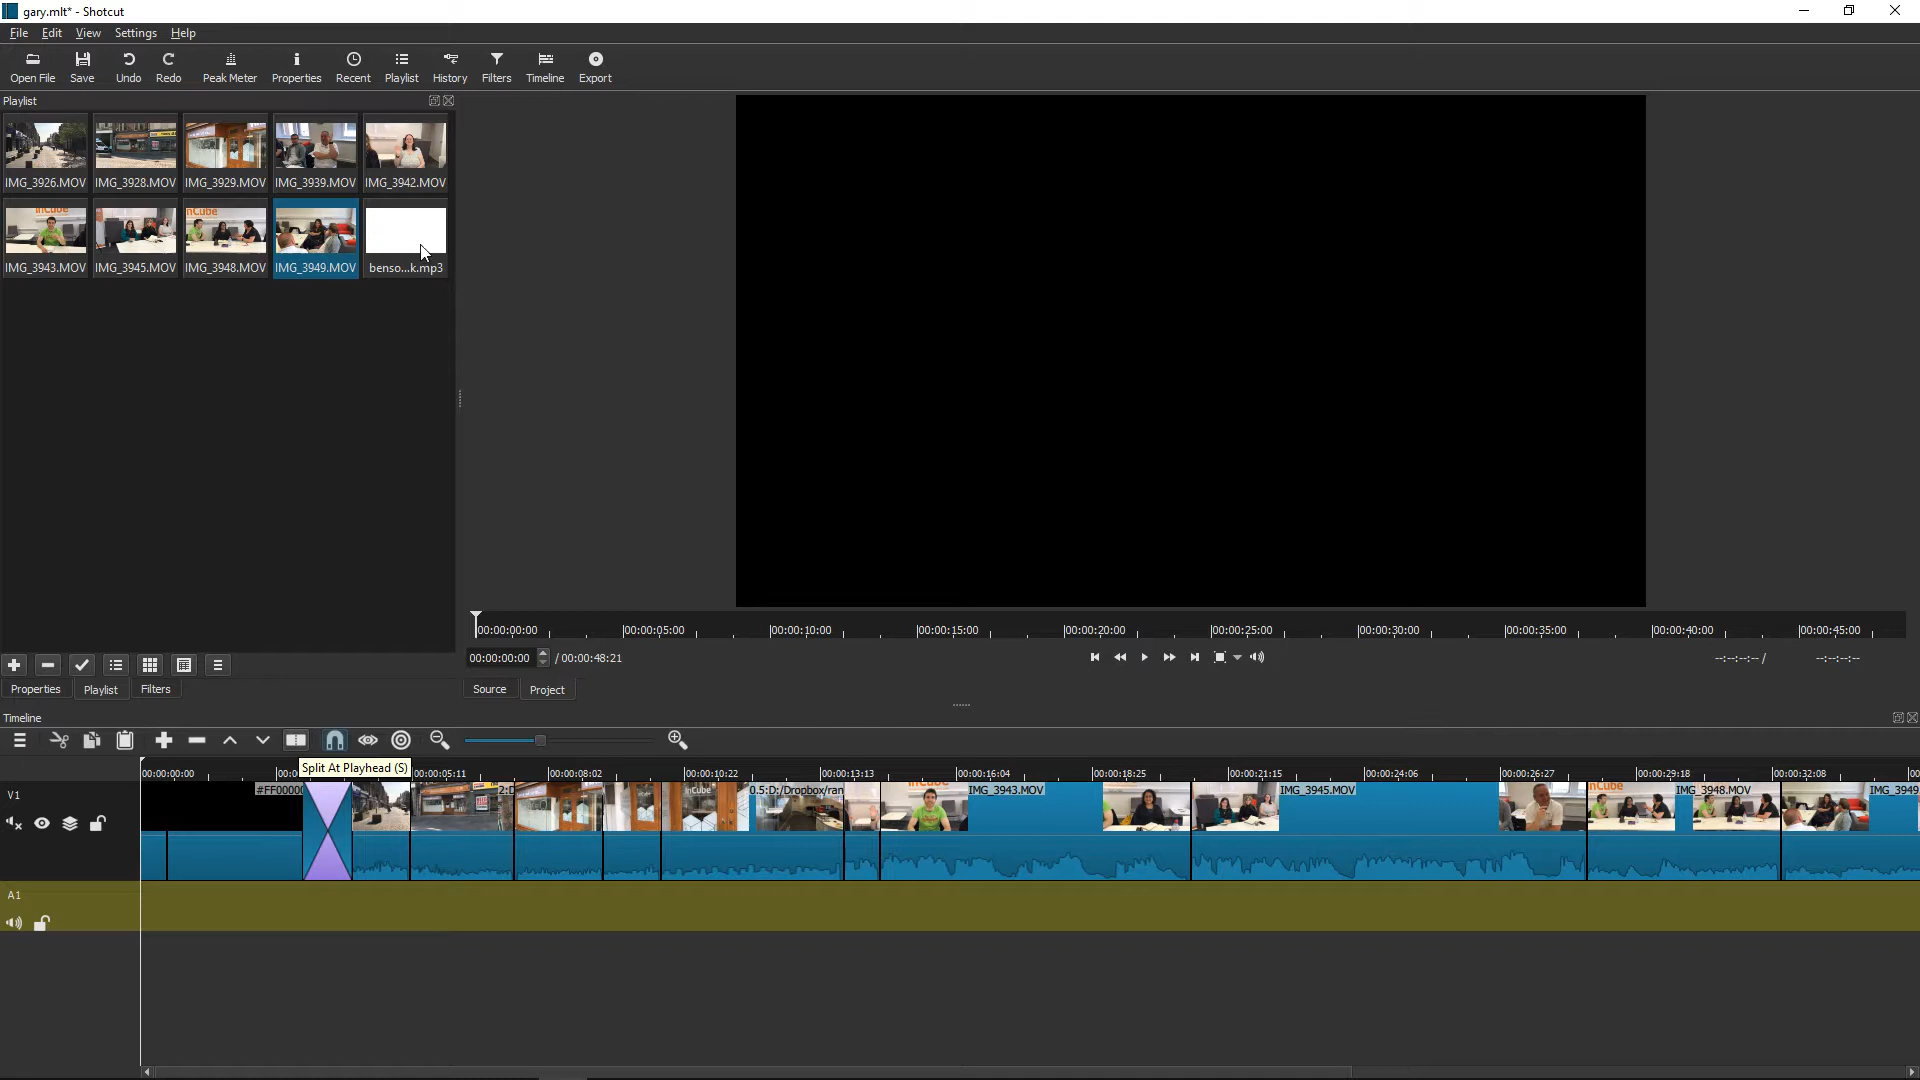 gary.mlt* - Shotcut
File Edit View Settings Help
Open File Save Undo Redo Peak Meter Properties Recent Playlist History Filters Timeline Export
Playlist
IMG_3926.MOV IMG_3928.MOV IMG_3929.MOV IMG_3939.MOV IMG_3942.MOV
IMG_3943.MOV IMG_3945.MOV IMG_3948.MOV IMG_3949.MOV benso...k.mp3
00:00:00:00 00:00:05:00 00:00:10:00 00:00:15:00 00:00:20:00 00:00:25:00 00:00:30:00 00:00:35:00 00:00:40:00 00:00:45:00
00:00:00:00 / 00:00:48:21 --:--:--:-- / --:--:--:--
Properties Playlist Filters Source Project
Timeline
Split At Playhead (S)
00:00:00:00 00:0 00:00:05:11 00:00:08:02 00:00:10:22 00:00:13:13 00:00:16:04 00:00:18:25 00:00:21:15 00:00:24:06 00:00:26:27 00:00:29:18 00:00:32:08 00
V1 #FF00000 2:D 0.5:D:/Dropbox/ran IMG_3943.MOV IMG_3945.MOV IMG_3948.MOV IMG_3949
A1